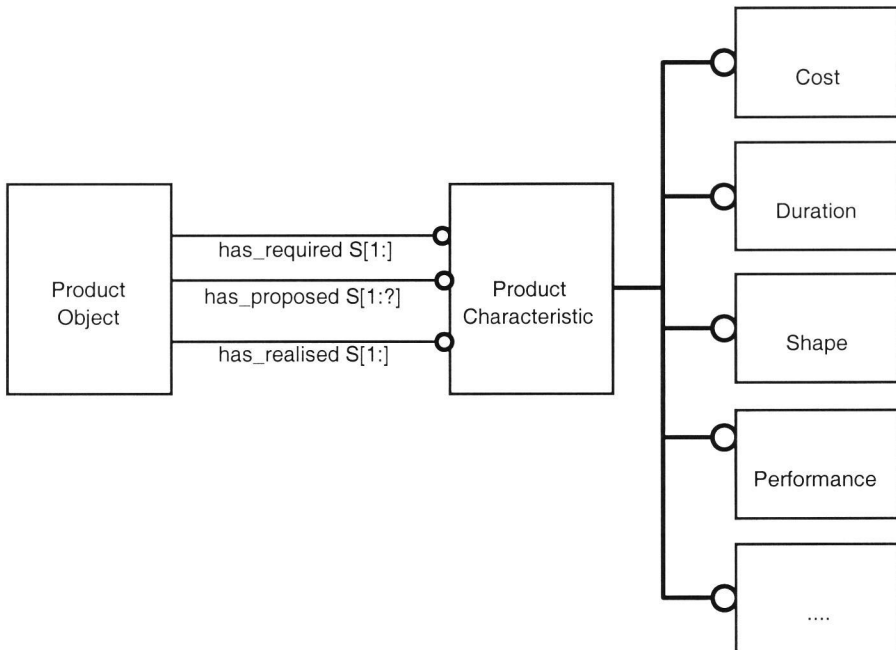 Product
Object
has_required S[1:]
has_proposed S[1:?]
has_realised S[1:]
Product
Characteristic
Cost
Duration
Shape
Performance
....